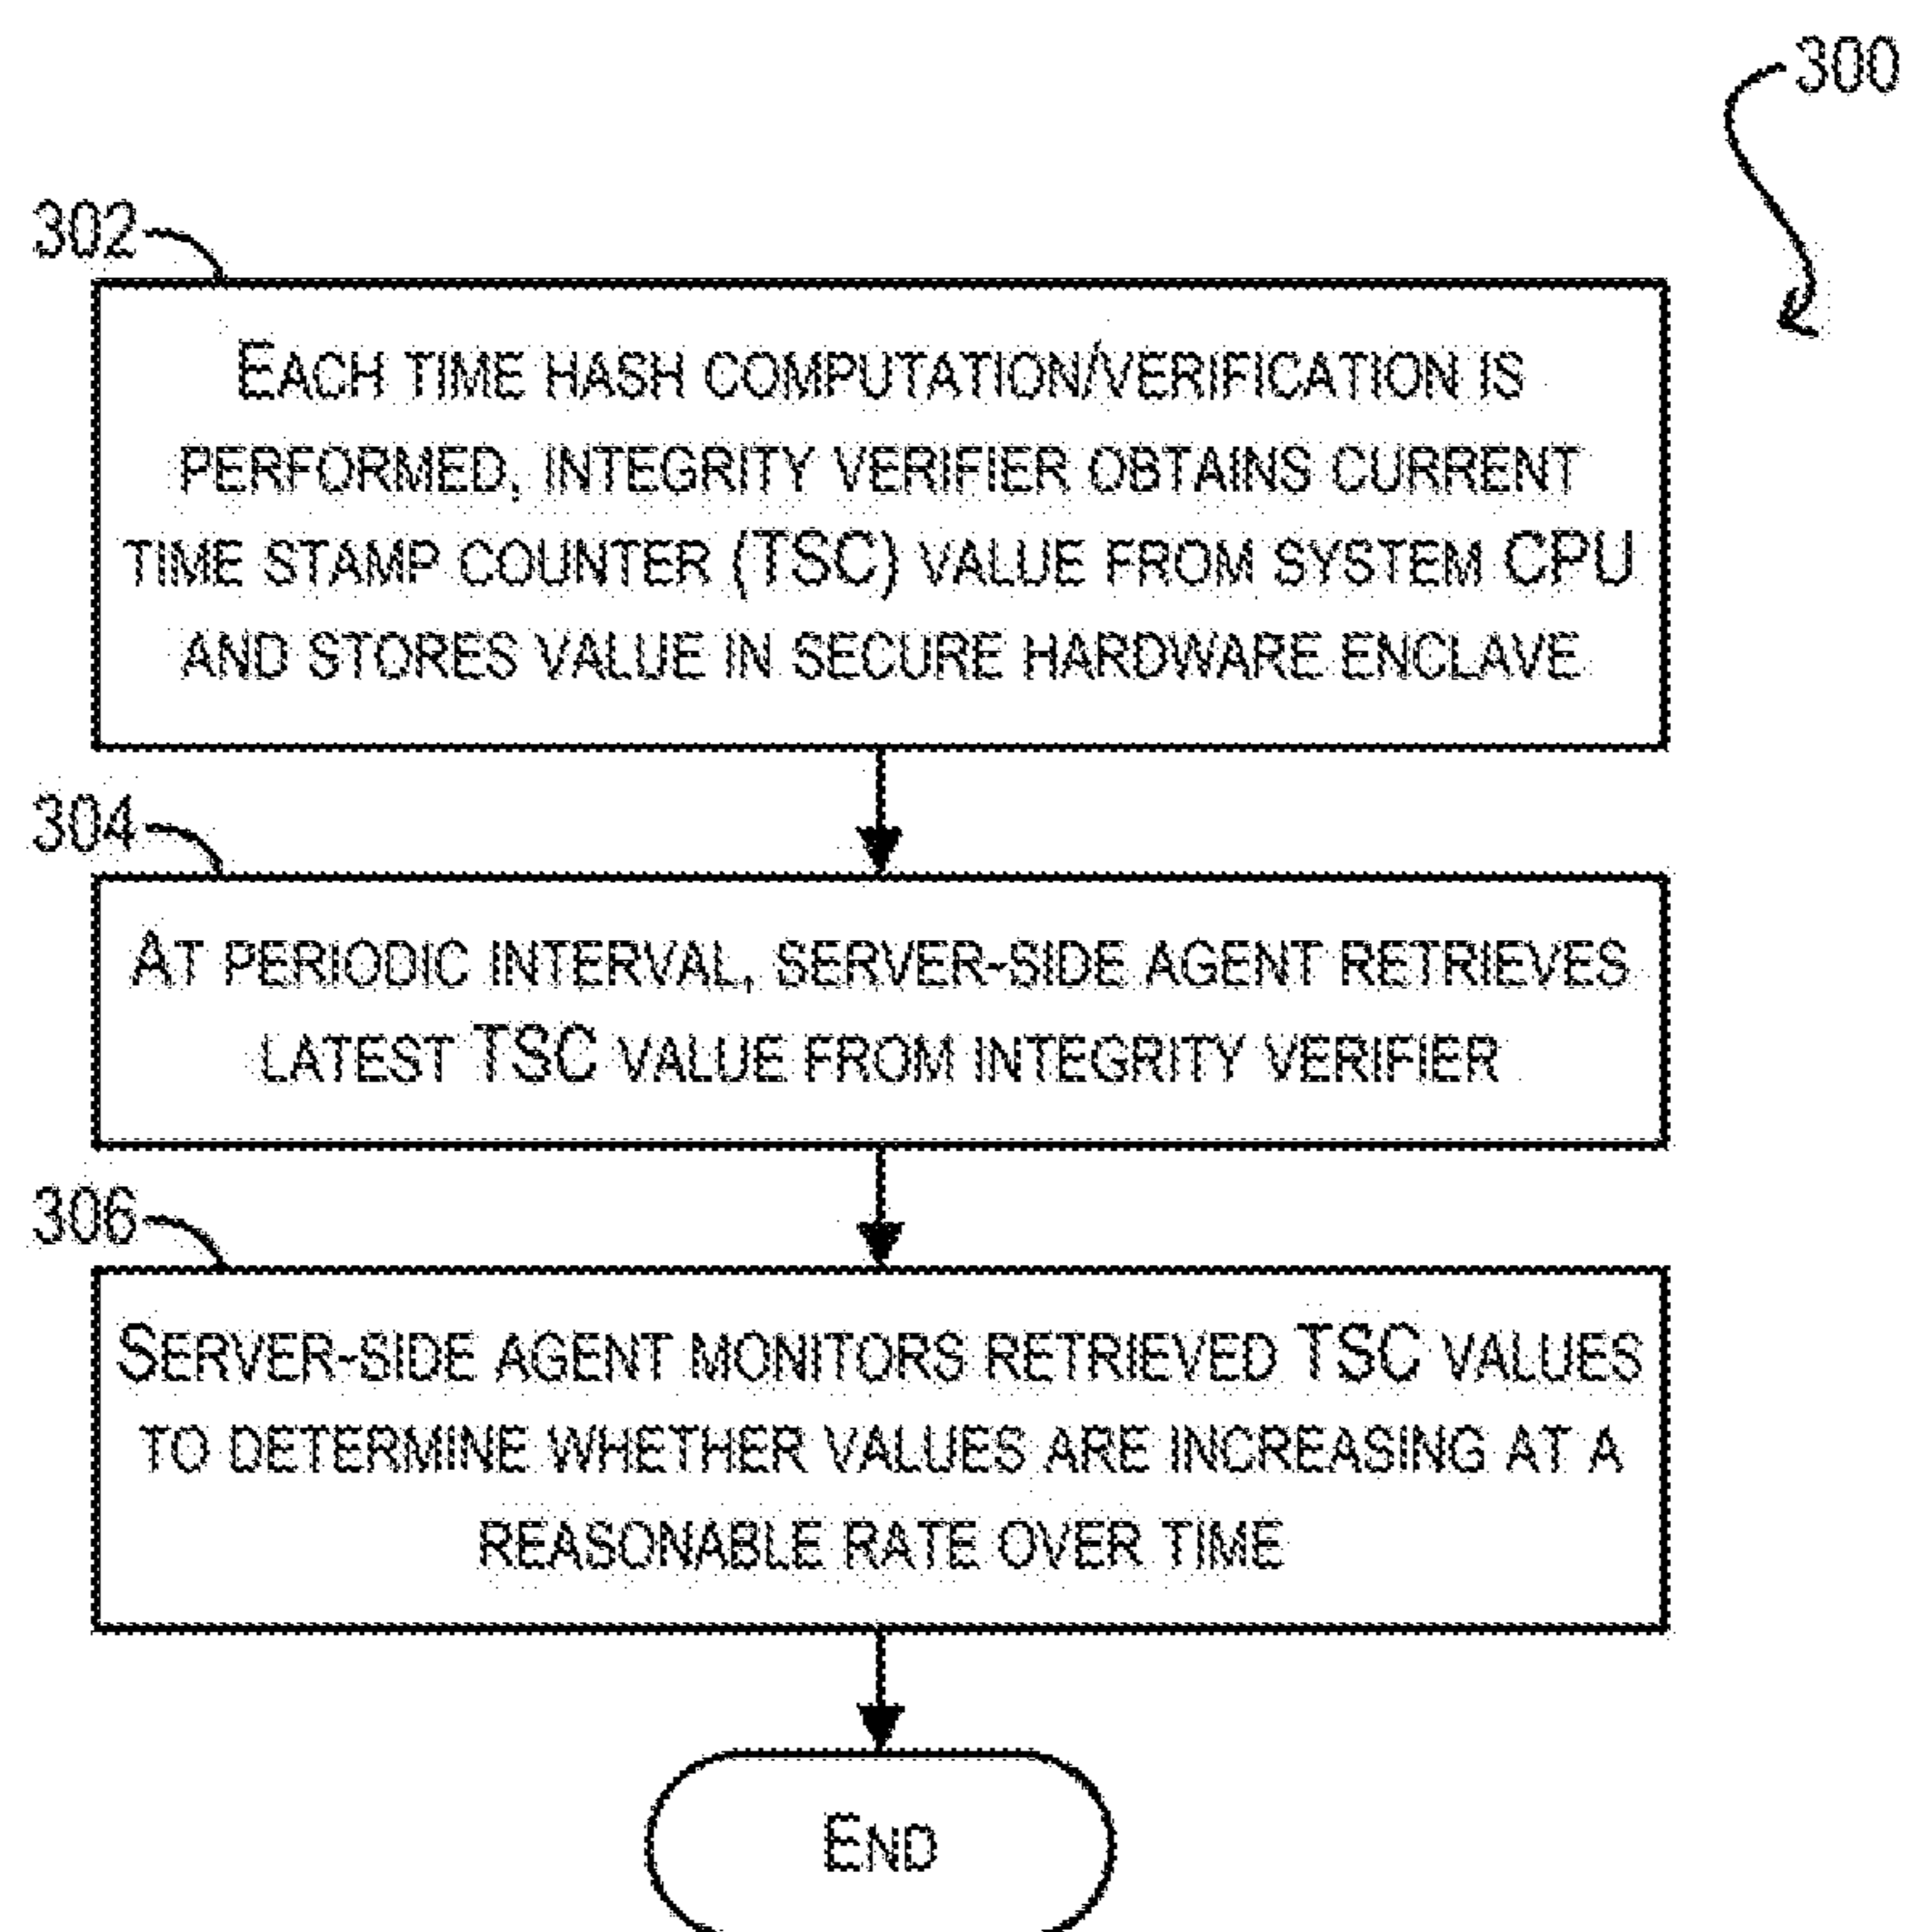 300
302
EACH TIME HASH COMPUTATION/VERIFICATION IS
PERFORMED, INTEGRITY VERIFIER OBTAINS CURRENT
TIME STAMP COUNTER (TSC) VALUE FROM SYSTEM CPU
AND STORES VALUE IN SECURE HARDWARE ENCLAVE
304
AT PERIODIC INTERVAL, SERVER-SIDE AGENT RETRIEVES
LATEST TSC VALUE FROM INTEGRITY VERIFIER
306
SERVER-SIDE AGENT MONITORS RETRIEVED TSC VALUES
TO DETERMINE WHETHER VALUES ARE INCREASING AT A
REASONABLE RATE OVER TIME
END